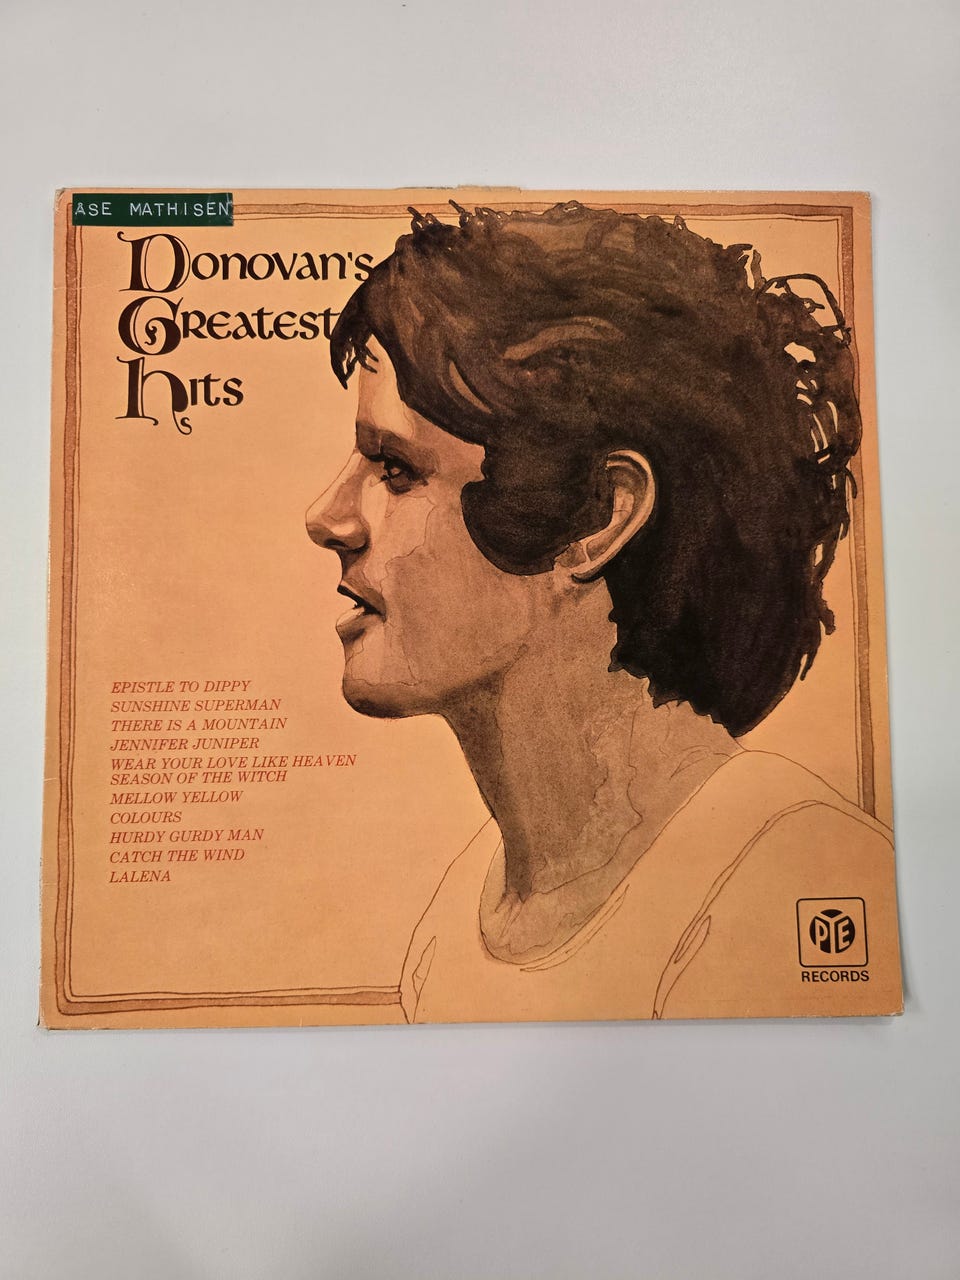 ÅSE MATHISEN
Donovan's
Greatest
hits
EPISTLE TO DIPPY
SUNSHINE SUPERMAN
THERE IS A MOUNTAIN
JENNIFER JUNIPER
WEAR YOUR LOVE LIKE HEAVEN
SEASON OF THE WITCH
MELLOW YELLOW
COLOURS
HURDY GURDY MAN
CATCH THE WIND
LALENA
PYE
RECORDS